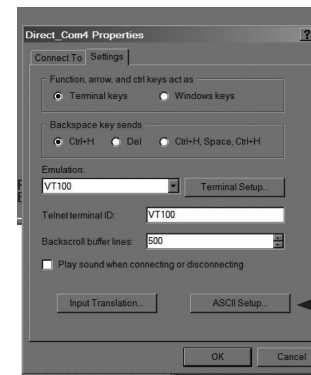 Direct_Com4 Properties ?
Connect To Settings
Function, arrow, and ctrl keys act as
Terminal keys Windows keys
Backspace key sends
Ctrl+H Del Ctrl+H, Space, Ctrl+H
Emulation:
VT100 Terminal Setup...
Telnet terminal ID: VT100
Backscroll buffer lines: 500
Play sound when connecting or disconnecting
Input Translation... ASCII Setup...
OK Cancel